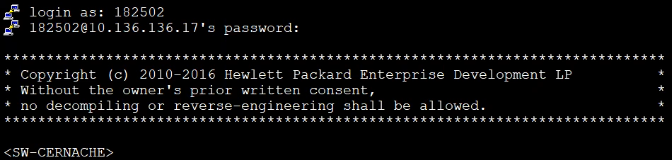 login as: 182502
182502@10.136.136.17's password:
******************************************************************************
* Copyright (c) 2010-2016 Hewlett Packard Enterprise Development LP          *
* Without the owner's prior written consent,                                 *
* no decompiling or reverse-engineering shall be allowed.                    *
******************************************************************************
<SW-CERNACHE>